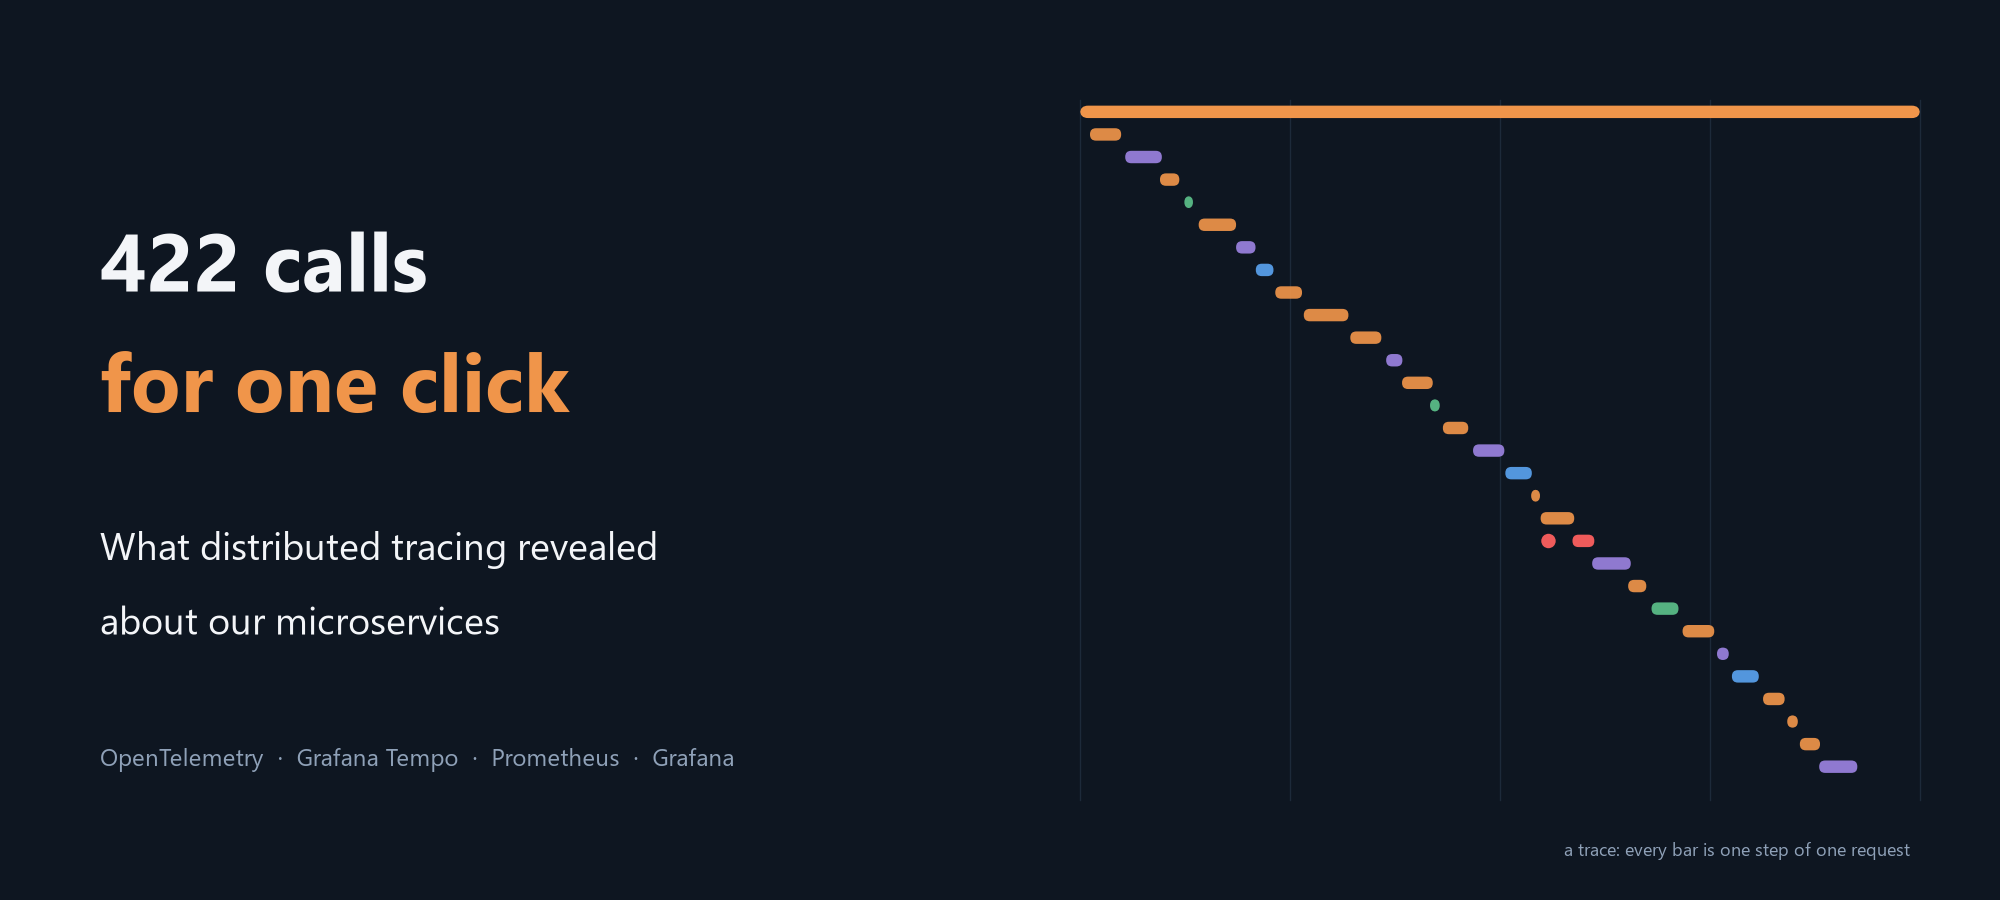 422 calls
for one click
What distributed tracing revealed
about our microservices
OpenTelemetry · Grafana Tempo · Prometheus · Grafana
a trace: every bar is one step of one request